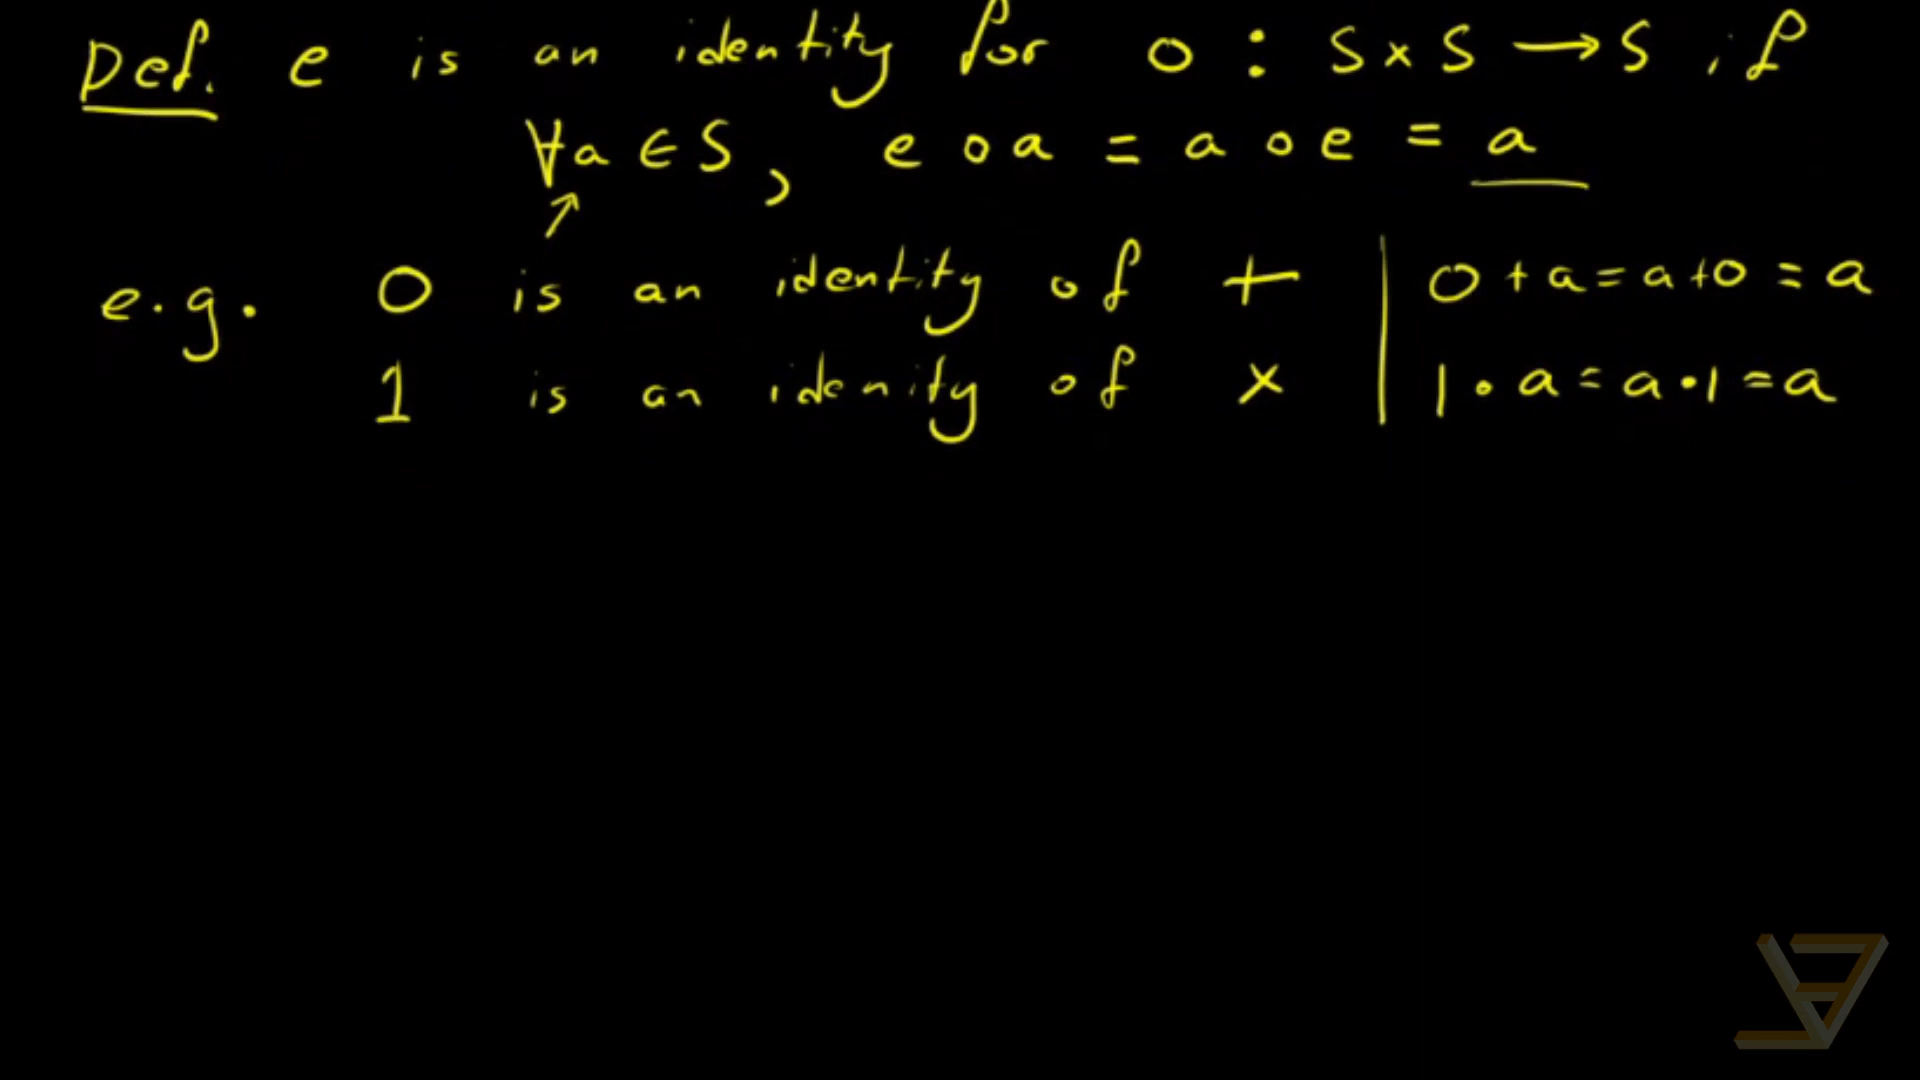 Def. e is an identity for o : S x S → S if
∀a ∈ S, e o a = a o e = a
e.g. 0 is an identity of + | 0 + a = a + 0 = a
1 is an idenity of x | 1 • a = a • 1 = a